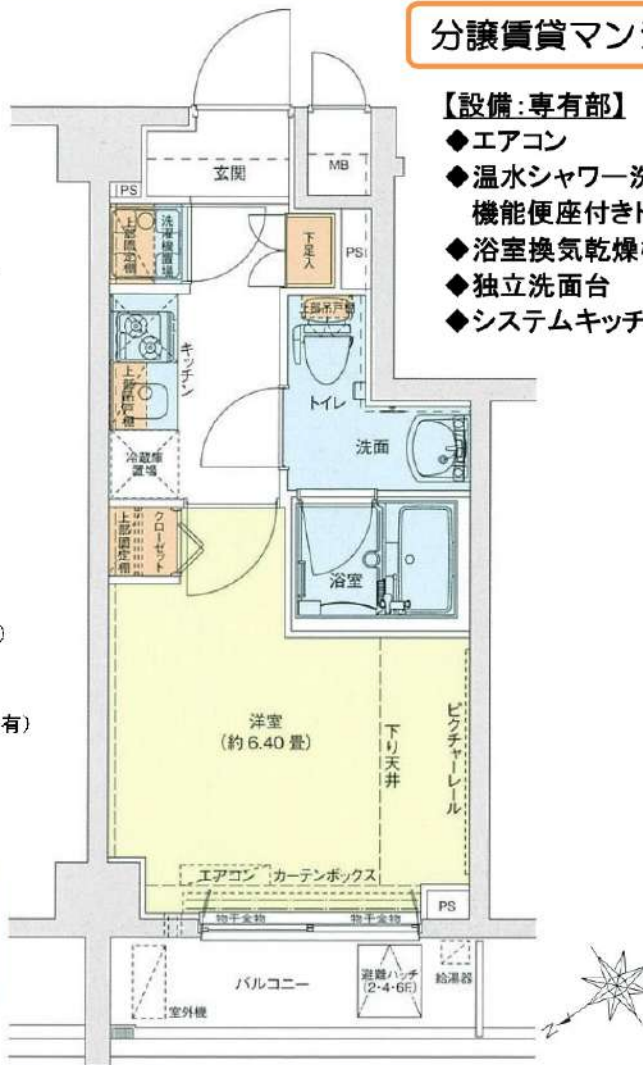 分譲賃貸マンシ
【設備:専有部】
◆エアコン
◆温水シャワー洗
機能便座付きト
◆浴室換気乾燥
◆独立洗面台
◆システムキッチ
玄関
MB
PS
上部固定棚
洗濯機置場
下足入
PS
上部吊戸棚
キッチン
トイレ
上部吊戸棚
洗面
冷蔵庫
置場
上部固定棚
クローゼット
浴室
有)
洋室
(約6.40畳)
下り天井
ピクチャーレール
エアコン
カーテンボックス
PS
物干金物
物干金物
バルコニー
避難ハッチ
(2・4・6F)
給湯器
室外機
N